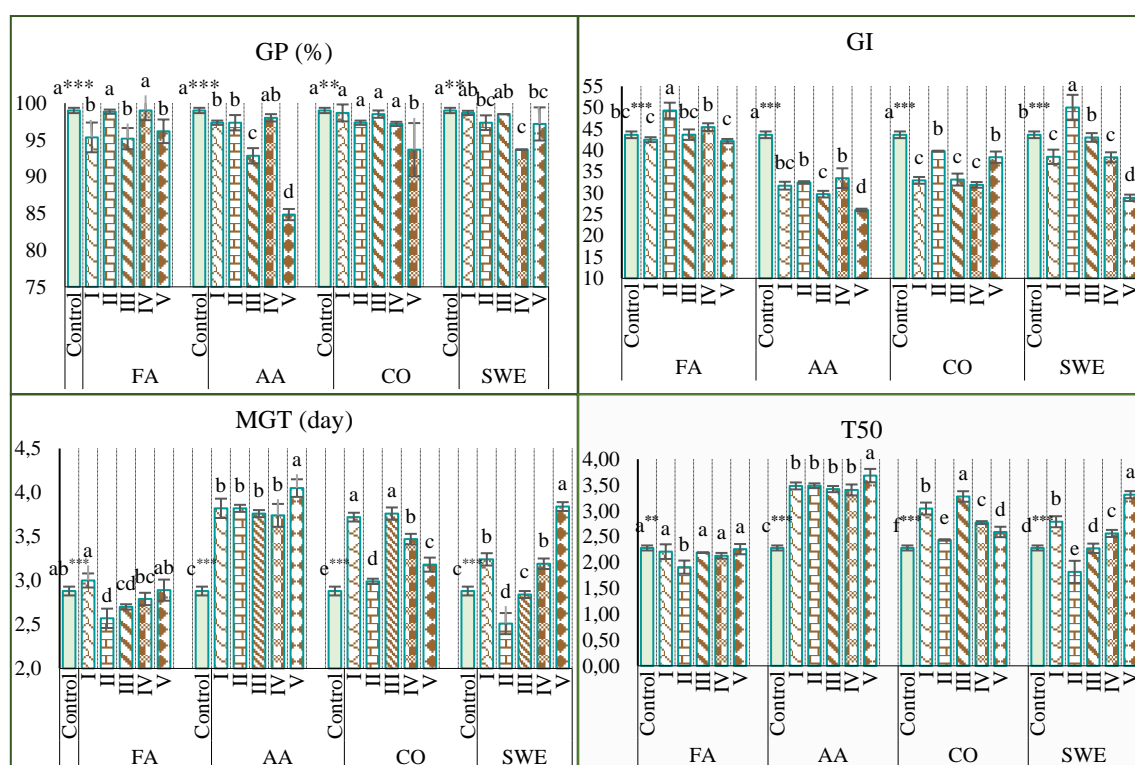 GP (%)
a*** b a b a b a*** b b c ab d a** a a a a b a** ab bc ab c bc
100
95
90
85
80
75
Control I II III IV V Control I II III IV V Control I II III IV V Control I II III IV V
FA AA CO SWE
GI
bc*** c a bc b c a*** bc b c b d a*** c b c c b b*** c a b c d
55
50
45
40
35
30
25
20
15
10
Control I II III IV V Control I II III IV V Control I II III IV V Control I II III IV V
FA AA CO SWE
MGT (day)
ab*** a d cd bc ab c*** b b b b a e*** a d a b c c*** b d c b a
4,5
4,0
3,5
3,0
2,5
2,0
Control I II III IV V Control I II III IV V Control I II III IV V Control I II III IV V
FA AA CO SWE
T50
a** a b a a a c*** b b b b a f*** b e a c d d*** b e d c a
4,00
3,50
3,00
2,50
2,00
1,50
1,00
0,50
0,00
Control I II III IV V Control I II III IV V Control I II III IV V Control I II III IV V
FA AA CO SWE